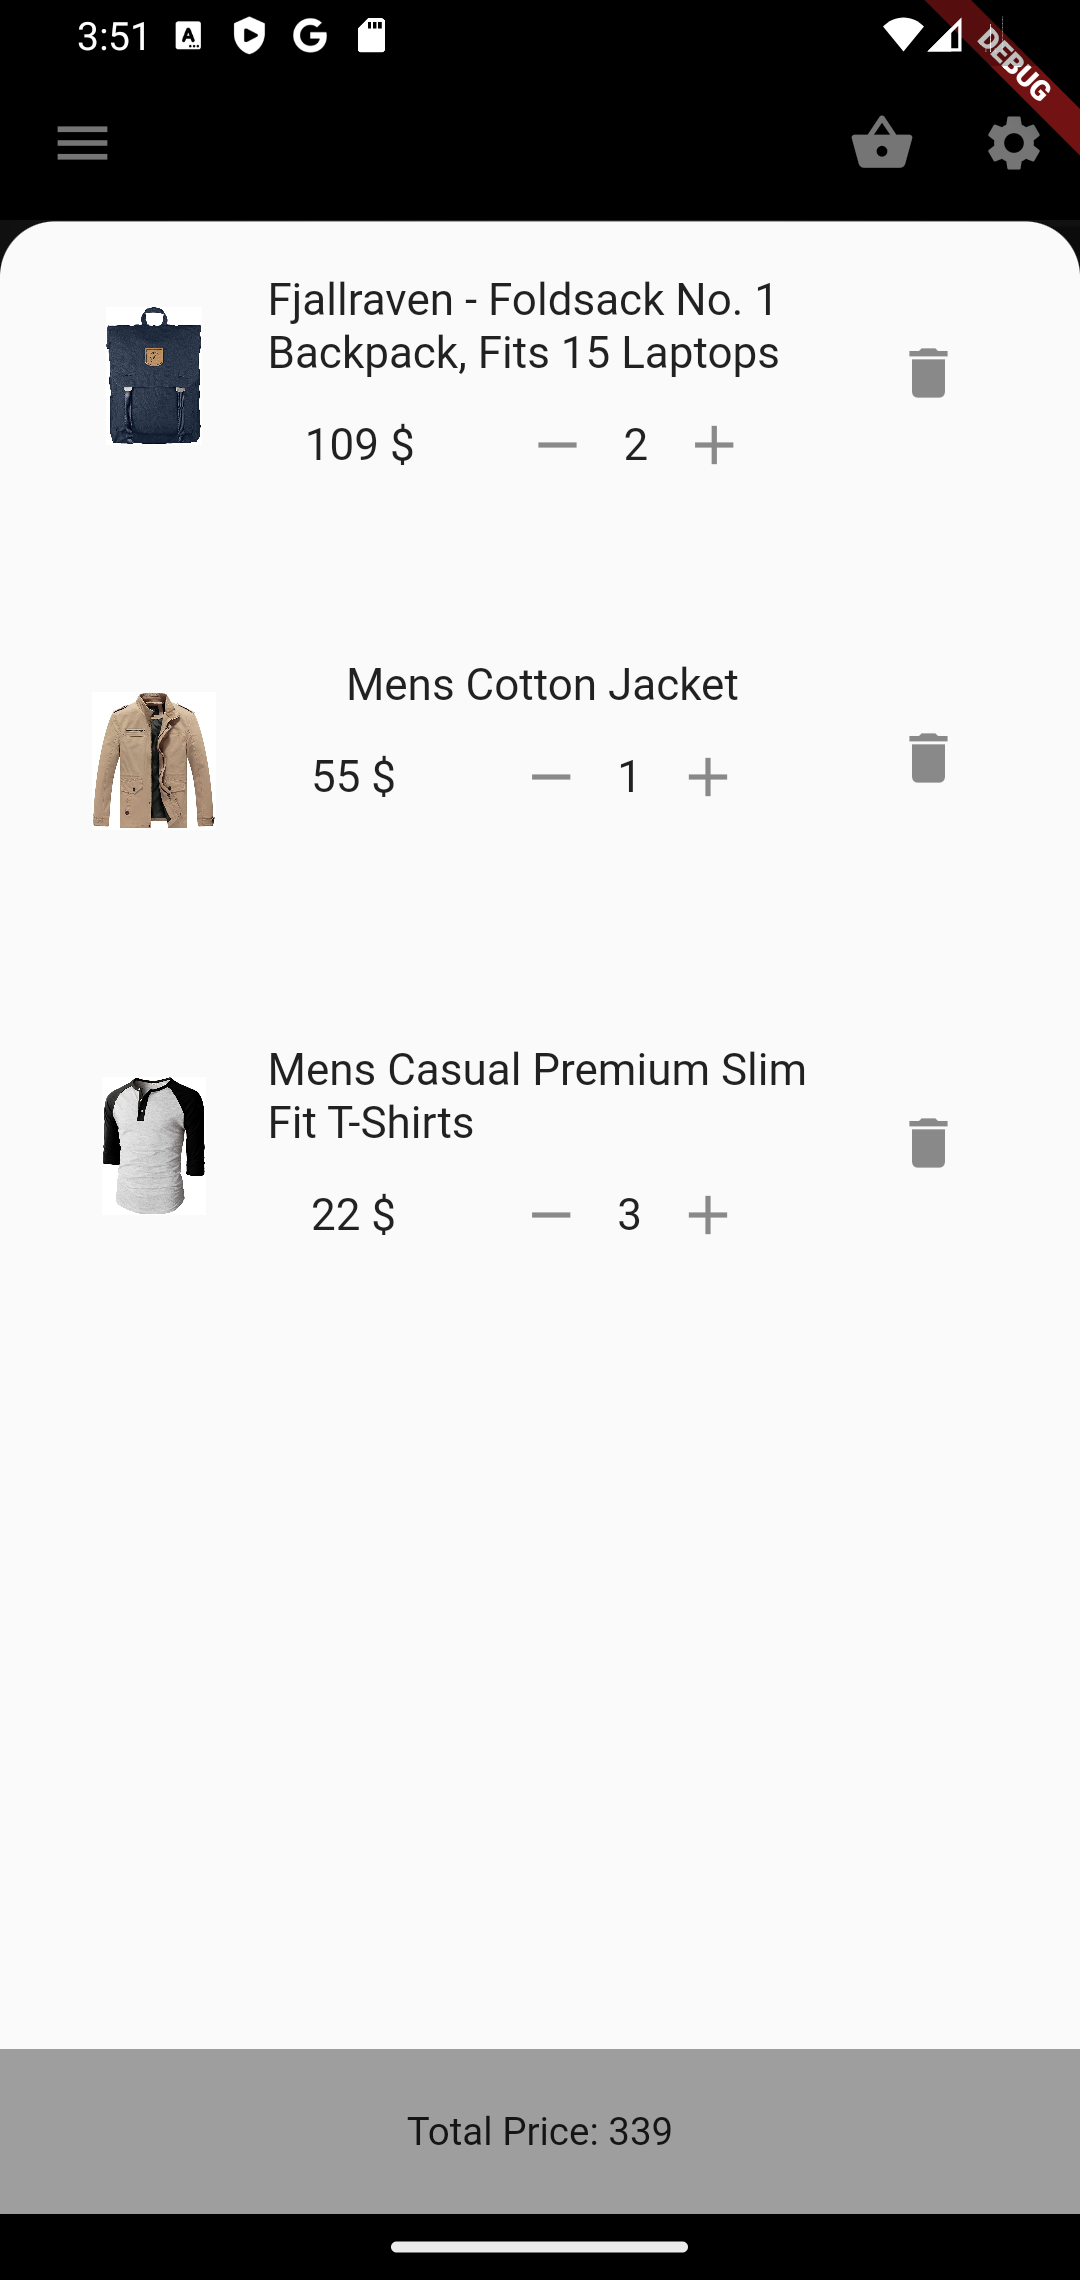 3:51
DEBUG
Fjallraven - Foldsack No. 1
Backpack, Fits 15 Laptops
109 $
2
Mens Cotton Jacket
55 $
1
Mens Casual Premium Slim
Fit T-Shirts
22 $
3
Total Price: 339